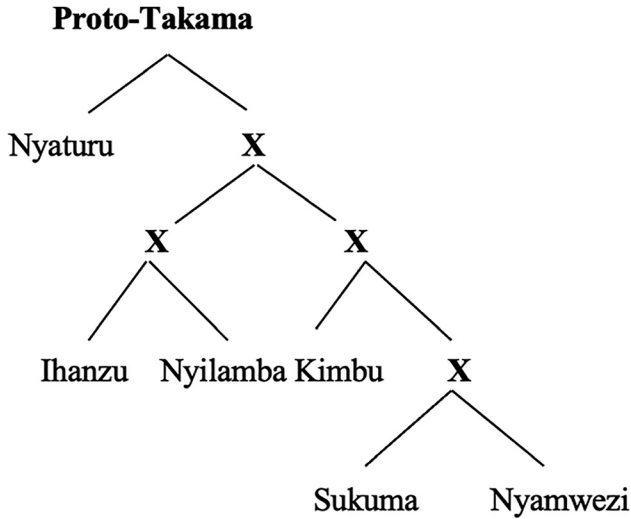 Proto-Takama
Nyaturu X
X X
Ihanzu Nyilamba Kimbu X
Sukuma Nyamwezi